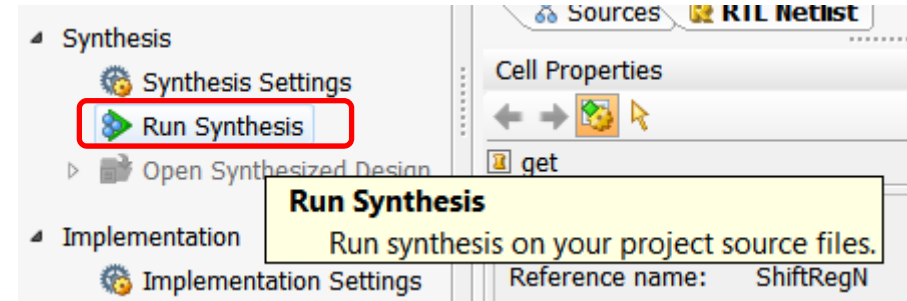 Synthesis
Synthesis Settings
Run Synthesis
Open Synthesized Design
Implementation
Implementation Settings
Sources
RTL Netlist
Cell Properties
get
Run Synthesis
Run synthesis on your project source files.
Reference name: ShiftRegN